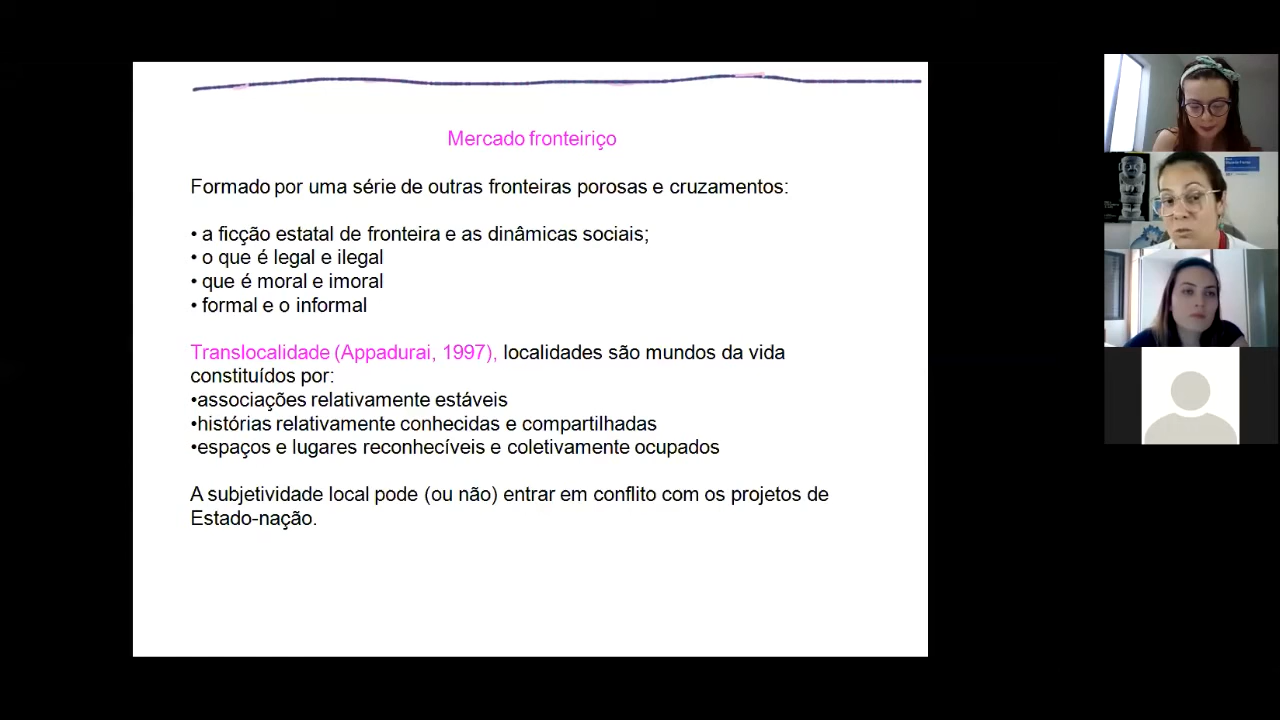 Mercado fronteiriço
Formado por uma série de outras fronteiras porosas e cruzamentos:
• a ficção estatal de fronteira e as dinâmicas sociais;
• o que é legal e ilegal
• que é moral e imoral
• formal e o informal
Translocalidade (Appadurai, 1997), localidades são mundos da vida
constituídos por:
•associações relativamente estáveis
•histórias relativamente conhecidas e compartilhadas
•espaços e lugares reconhecíveis e coletivamente ocupados
A subjetividade local pode (ou não) entrar em conflito com os projetos de
Estado-nação.